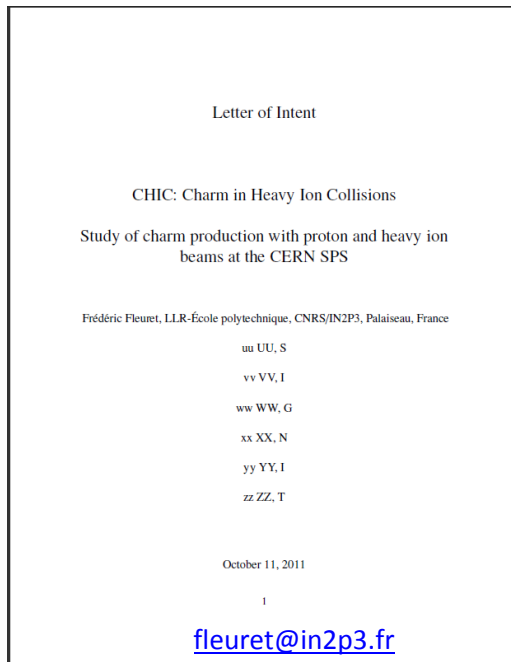 Letter of Intent
CHIC: Charm in Heavy Ion Collisions
Study of charm production with proton and heavy ion
beams at the CERN SPS
Frédéric Fleuret, LLR-École polytechnique, CNRS/IN2P3, Palaiseau, France
uu UU, S
vv VV, I
ww WW, G
xx XX, N
yy YY, I
zz ZZ, T
October 11, 2011
1
fleuret@in2p3.fr